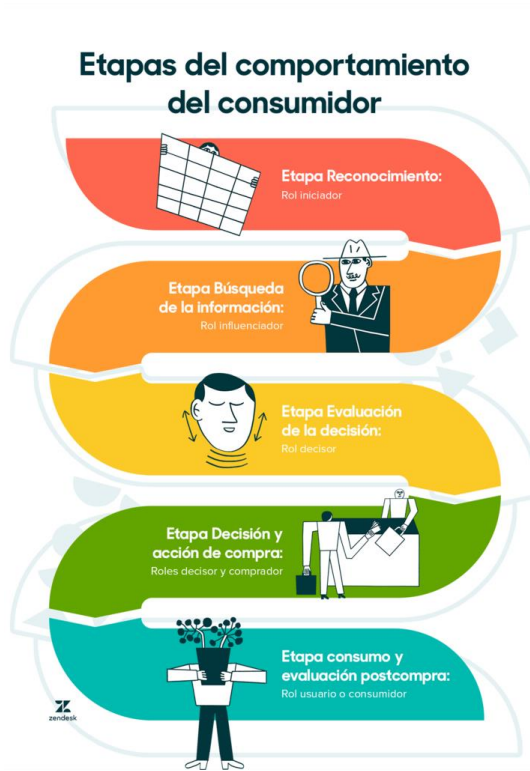 Etapas del comportamiento
del consumidor
Etapa Reconocimiento:
Rol iniciador
Etapa Búsqueda
de la información:
Rol influenciador
Etapa Evaluación
de la decisión:
Rol decisor
Etapa Decisión y
acción de compra:
Roles decisor y comprador
Etapa consumo y
evaluación postcompra:
Rol usuario o consumidor
zendesk